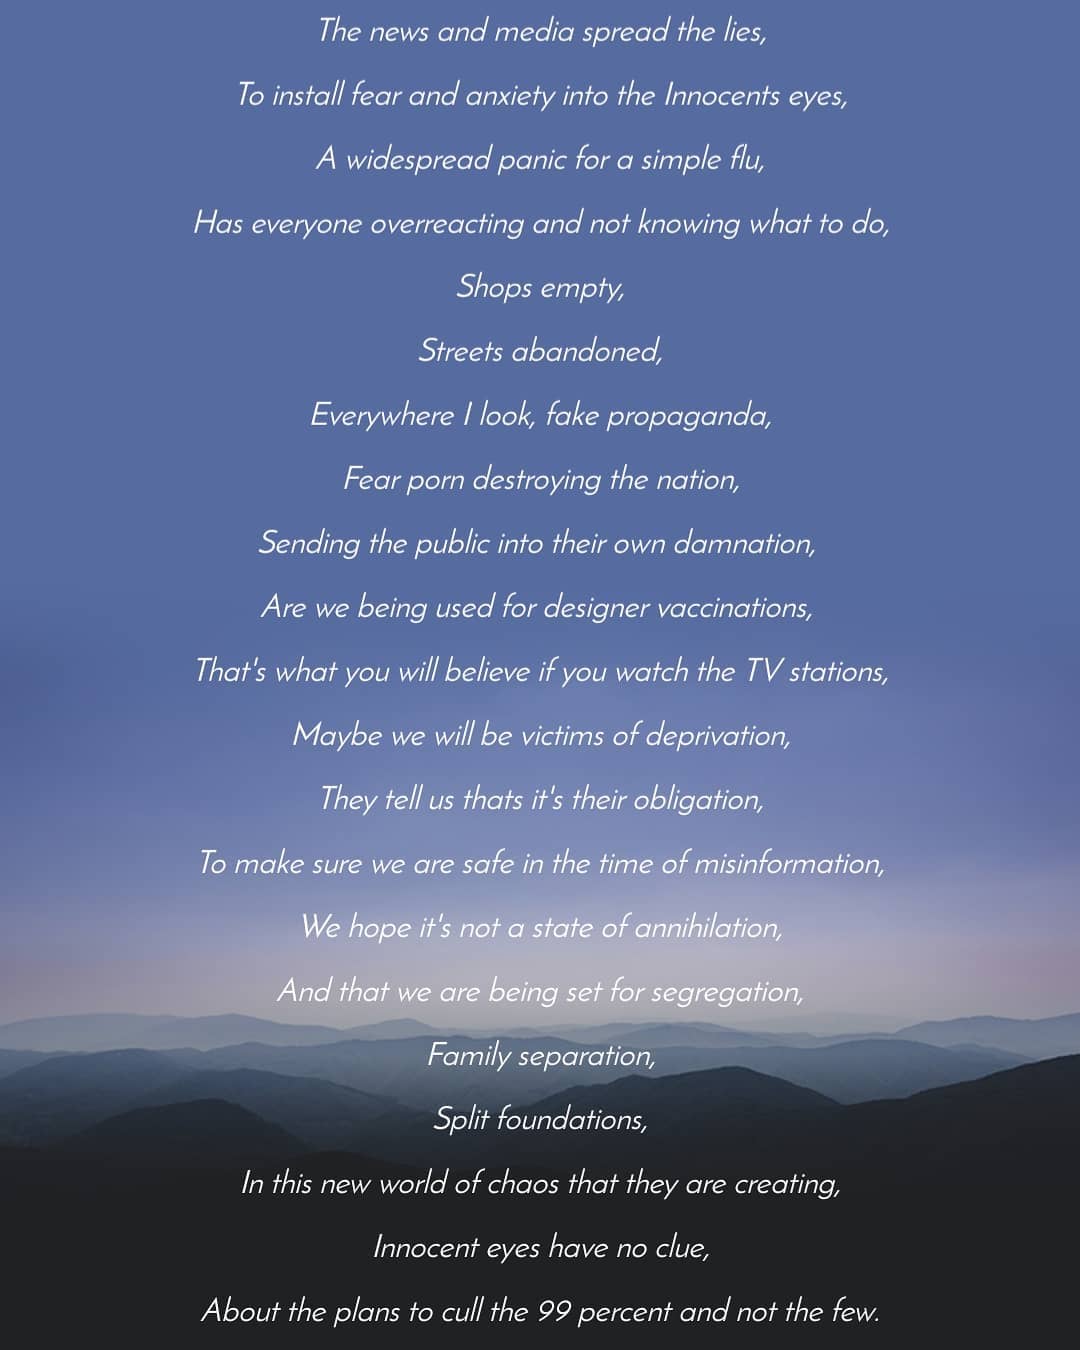 The news and media spread the lies,
To install fear and anxiety into the Innocents eyes,
A widespread panic for a simple flu,
Has everyone overreacting and not knowing what to do,
Shops empty,
Streets abandoned,
Everywhere I look, fake propaganda,
Fear porn destroying the nation,
Sending the public into their own damnation,
Are we being used for designer vaccinations,
That's what you will believe if you watch the TV stations,
Maybe we will be victims of deprivation,
They tell us thats it's their obligation,
To make sure we are safe in the time of misinformation,
We hope it's not a state of annihilation,
And that we are being set for segregation,
Family separation,
Split foundations,
In this new world of chaos that they are creating,
Innocent eyes have no clue,
About the plans to cull the 99 percent and not the few.